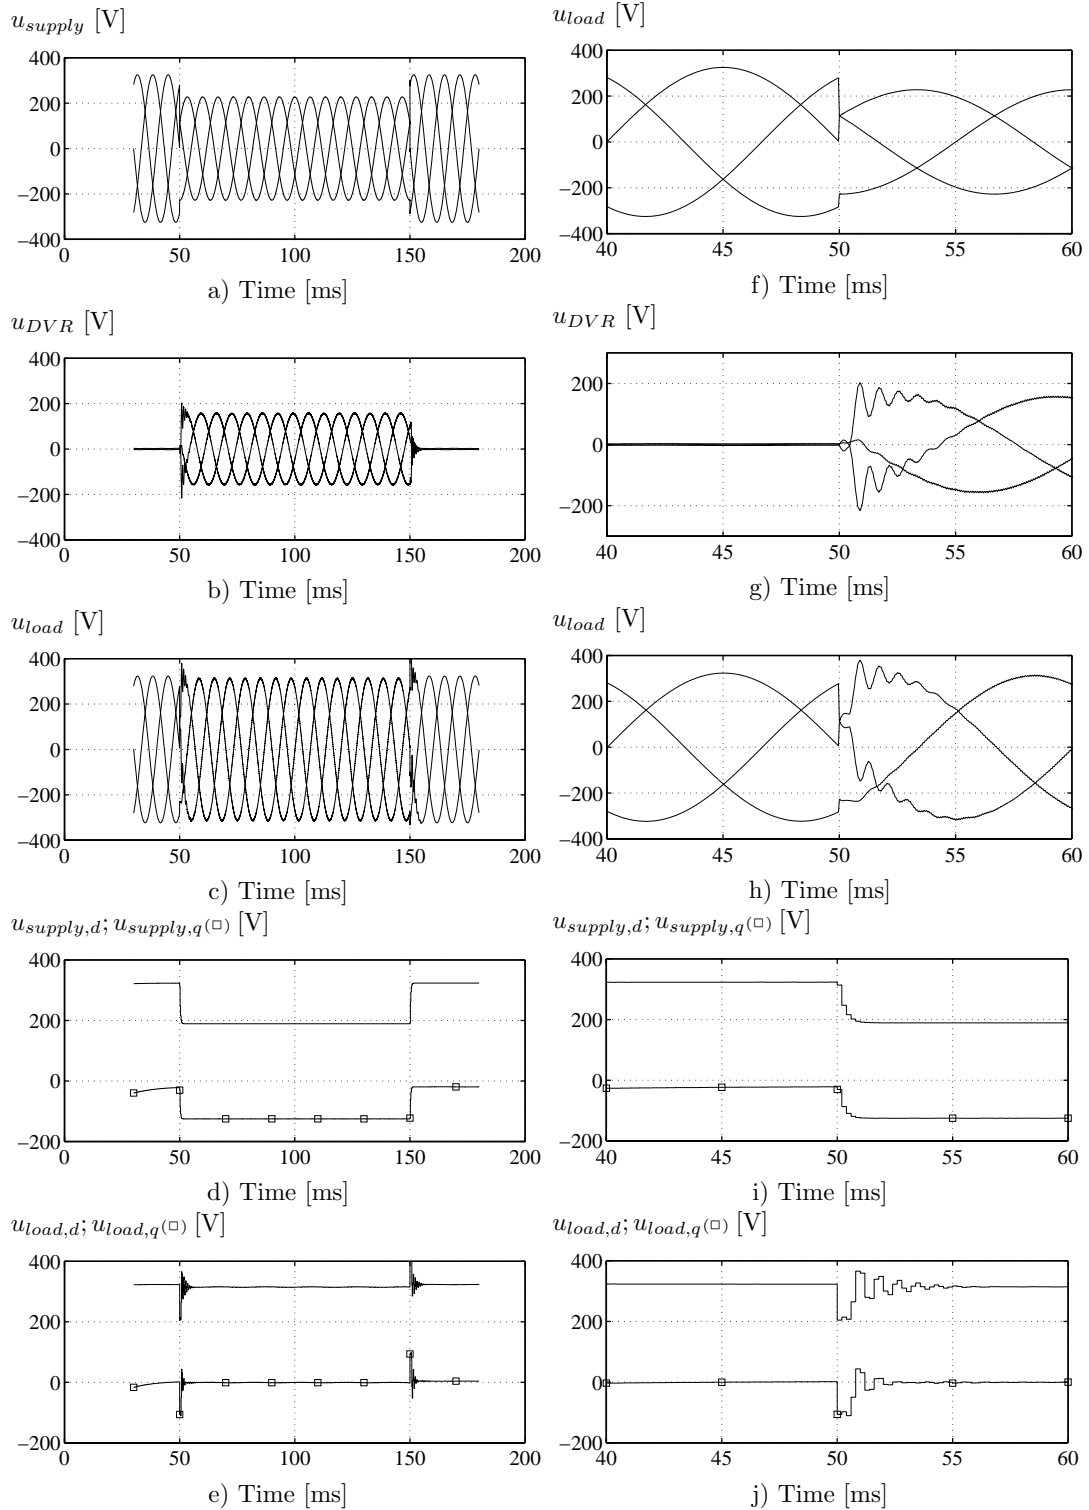 u_supply [V]
400
200
0
−200
−400
0 50 100 150 200
a) Time [ms]
u_DVR [V]
400
200
0
−200
−400
0 50 100 150 200
b) Time [ms]
u_load [V]
400
200
0
−200
−400
0 50 100 150 200
c) Time [ms]
u_supply,d; u_supply,q(□) [V]
400
200
0
−200
0 50 100 150 200
d) Time [ms]
u_load,d; u_load,q(□) [V]
400
200
0
−200
0 50 100 150 200
e) Time [ms]
u_load [V]
400
200
0
−200
−400
40 45 50 55 60
f) Time [ms]
u_DVR [V]
200
0
−200
40 45 50 55 60
g) Time [ms]
u_load [V]
400
200
0
−200
−400
40 45 50 55 60
h) Time [ms]
u_supply,d; u_supply,q(□) [V]
400
200
0
−200
40 45 50 55 60
i) Time [ms]
u_load,d; u_load,q(□) [V]
400
200
0
−200
40 45 50 55 60
j) Time [ms]